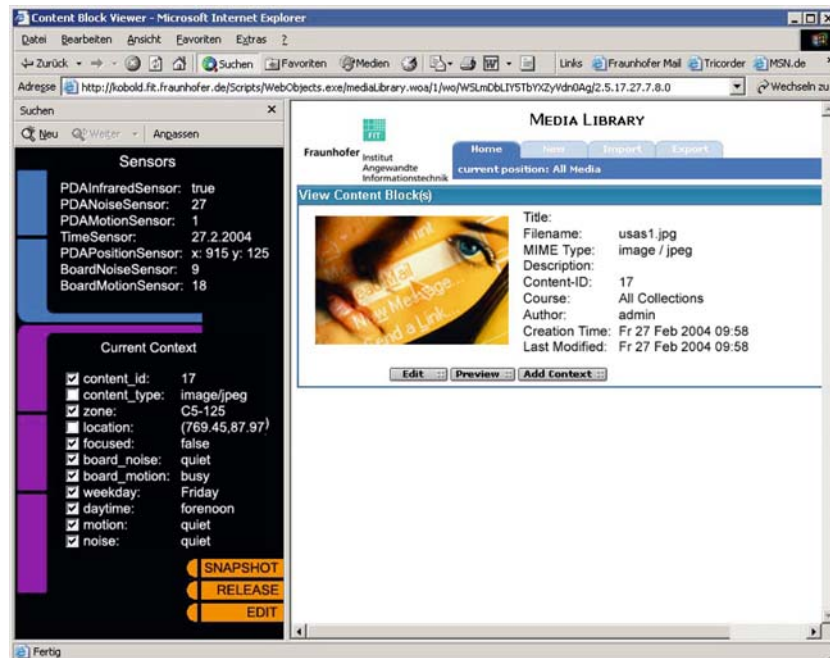 Content Block Viewer - Microsoft Internet Explorer
Datei Bearbeiten Ansicht Favoriten Extras ?
Zurück Suchen Favoriten Medien Links Fraunhofer Mail Tricorder MSN.de
Adresse http://kobold.fit.fraunhofer.de/Scripts/WebObjects.exe/mediaLibrary.woa/1/wo/WSLmDbLIY5TbYXZyVdn0Ag/2.5.17.27.7.8.0 Wechseln zu
Suchen
Neu Weiter Anpassen
Sensors
PDAInfraredSensor: true
PDANoiseSensor: 27
PDAMotionSensor: 1
TimeSensor: 27.2.2004
PDAPositionSensor: x: 915 y: 125
BoardNoiseSensor: 9
BoardMotionSensor: 18
Current Context
content_id: 17
content_type: image/jpeg
zone: C5-125
location: (769.45,87.97)
focused: false
board_noise: quiet
board_motion: busy
weekday: Friday
daytime: forenoon
motion: quiet
noise: quiet
SNAPSHOT
RELEASE
EDIT
FIT
Fraunhofer Institut
Angewandte
Informationstechnik
MEDIA LIBRARY
Home New Import Export
current position: All Media
View Content Block(s)
Read Mail
New Message...
Send a Link...
Title:
Filename: usas1.jpg
MIME Type: image / jpeg
Description:
Content-ID: 17
Course: All Collections
Author: admin
Creation Time: Fr 27 Feb 2004 09:58
Last Modified: Fr 27 Feb 2004 09:58
Edit Preview Add Context
Fertig